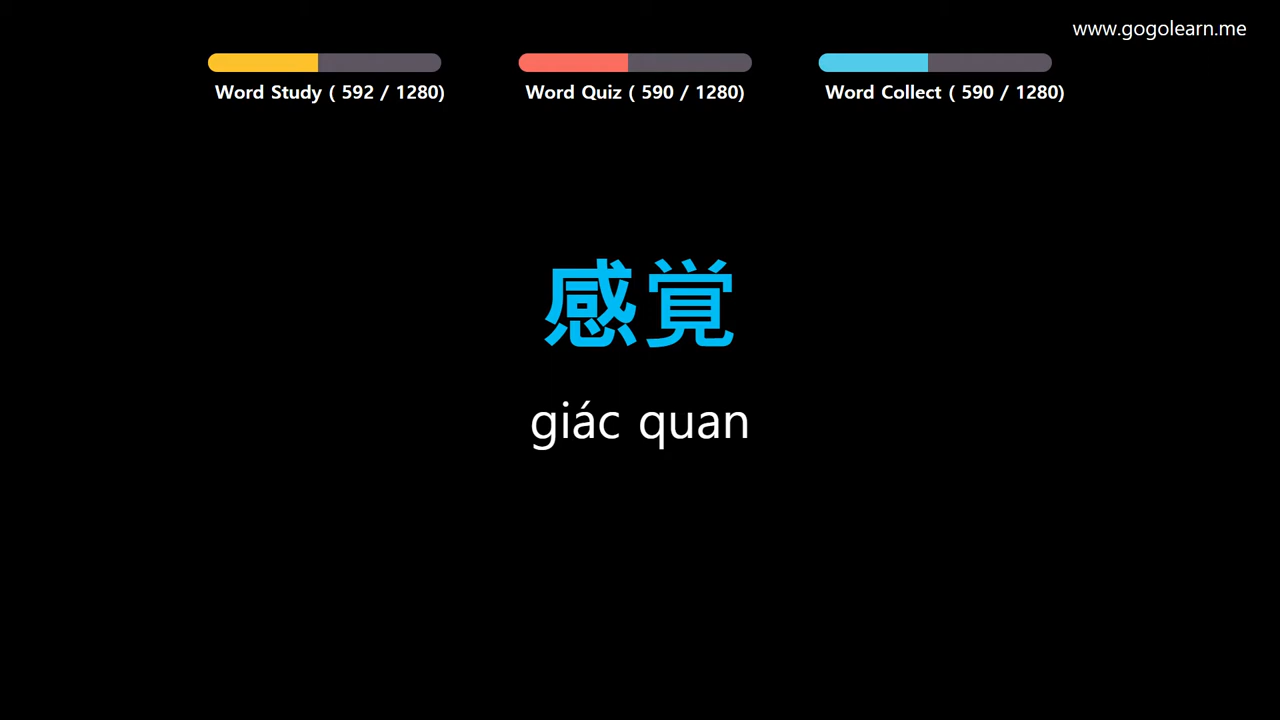 www.gogolearn.me
Word Study ( 592 / 1280)
Word Quiz ( 590 / 1280)
Word Collect ( 590 / 1280)
感覚
giác quan